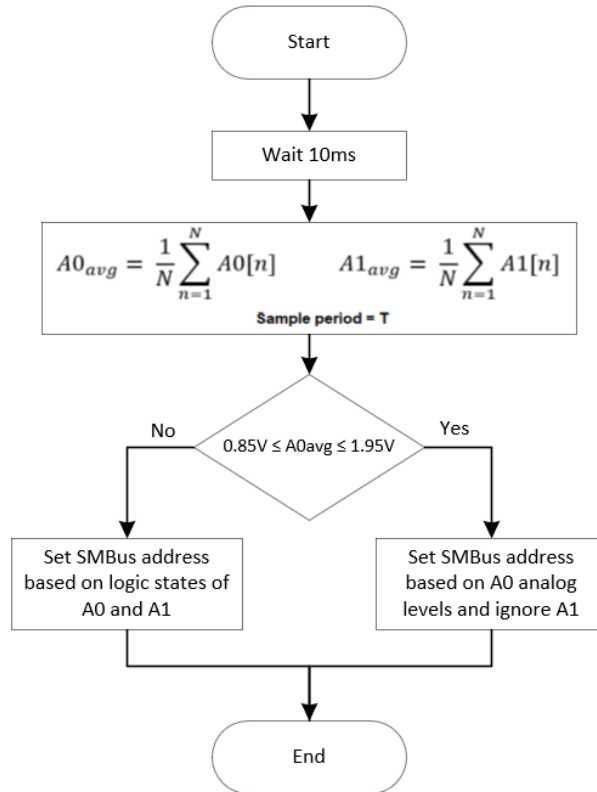 Start
Wait 10ms
A0avg = 1/N ∑_{n=1}^{N} A0[n]    A1avg = 1/N ∑_{n=1}^{N} A1[n]
Sample period = T
0.85V ≤ A0avg ≤ 1.95V
No
Yes
Set SMBus address
based on logic states of
A0 and A1
Set SMBus address
based on A0 analog
levels and ignore A1
End